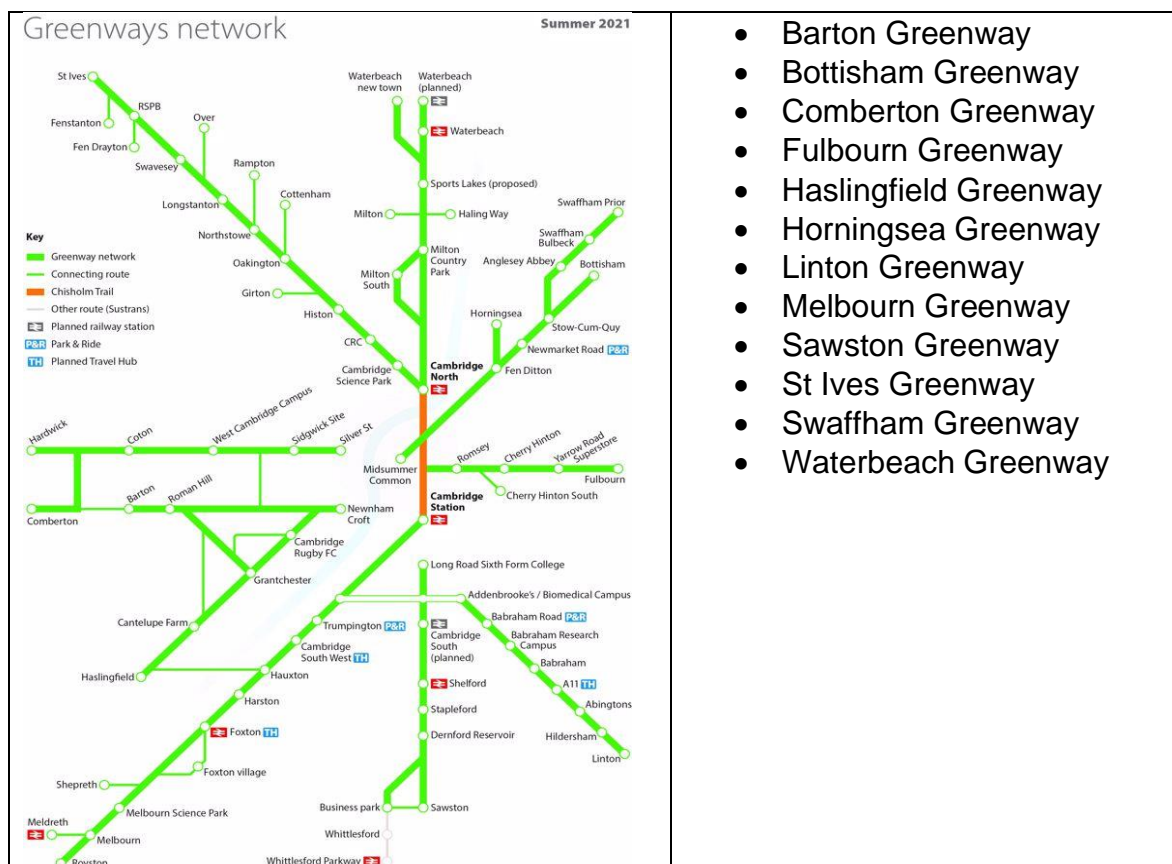 Greenways network
Summer 2021
St Ives
RSPB
Fenstanton
Fen Drayton
Over
Swavesey
Rampton
Longstanton
Cottenham
Northstowe
Oakington
Girton
Histon
CRC
Cambridge
Science Park
Waterbeach
new town
Waterbeach
(planned)
Waterbeach
Sports Lakes (proposed)
Milton
Haling Way
Milton
Country
Park
Milton
South
Cambridge
North
Swaffham Prior
Swaffham
Bulbeck
Anglesey Abbey
Bottisham
Horningsea
Stow-Cum-Quy
Newmarket Road P&R
Fen Ditton
Midsummer
Common
Key
Greenway network
Connecting route
Chisholm Trail
Other route (Sustrans)
Planned railway station
P&R Park & Ride
TH Planned Travel Hub
Hardwick
Coton
West Cambridge Campus
Sidgwick Site
Silver St
Romsey
Cherry Hinton
Yarrow Road
Superstore
Fulbourn
Cherry Hinton South
Cambridge
Station
Comberton
Barton
Roman Hill
Newnham
Croft
Cambridge
Rugby FC
Grantchester
Cantelupe Farm
Haslingfield
Long Road Sixth Form College
Addenbrooke's / Biomedical Campus
Trumpington P&R
Cambridge
South West TH
Hauxton
Harston
Foxton TH
Foxton village
Shepreth
Melbourn Science Park
Meldreth
Melbourn
Royston
Cambridge
South
(planned)
Shelford
Stapleford
Dernford Reservoir
Business park
Sawston
Whittlesford
Whittlesford Parkway
Babraham Road P&R
Babraham Research
Campus
Babraham
A11 TH
Abingtons
Hildersham
Linton
• Barton Greenway
• Bottisham Greenway
• Comberton Greenway
• Fulbourn Greenway
• Haslingfield Greenway
• Horningsea Greenway
• Linton Greenway
• Melbourn Greenway
• Sawston Greenway
• St Ives Greenway
• Swaffham Greenway
• Waterbeach Greenway